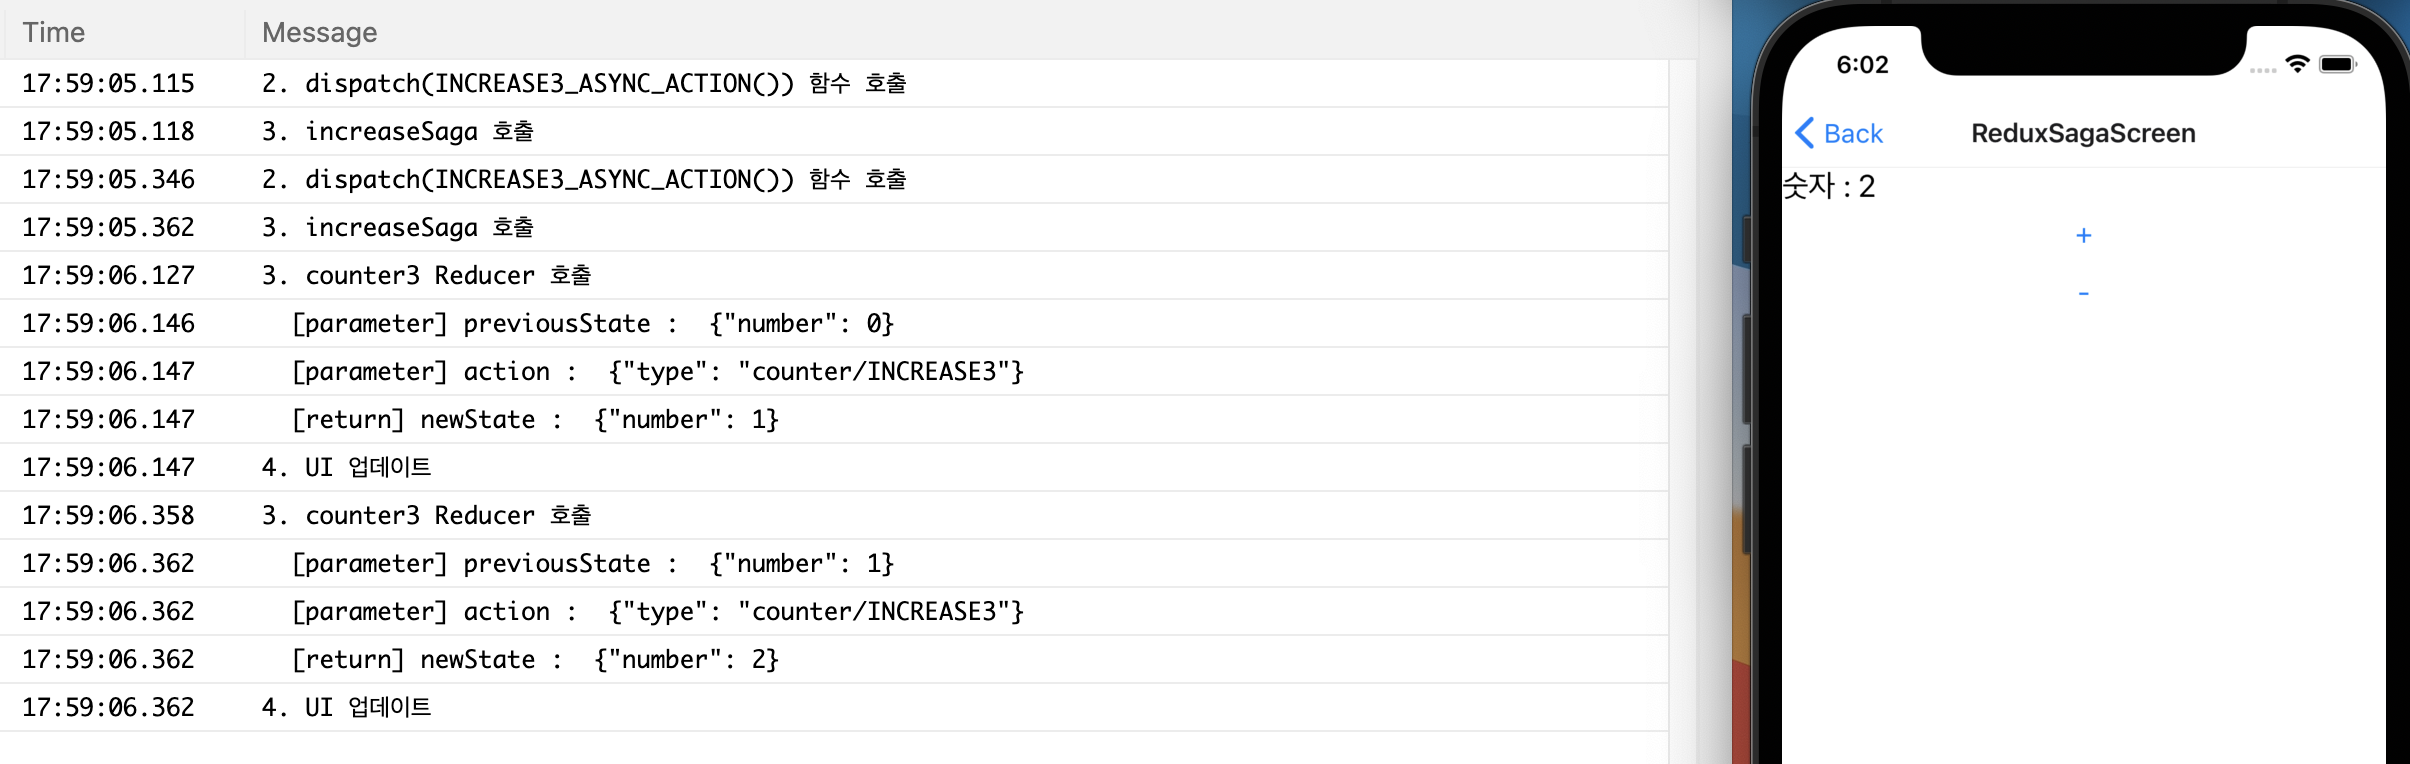 Time Message
17:59:05.115 2. dispatch(INCREASE3_ASYNC_ACTION()) 함수 호출
17:59:05.118 3. increaseSaga 호출
17:59:05.346 2. dispatch(INCREASE3_ASYNC_ACTION()) 함수 호출
17:59:05.362 3. increaseSaga 호출
17:59:06.127 3. counter3 Reducer 호출
17:59:06.146 [parameter] previousState : {"number": 0}
17:59:06.147 [parameter] action : {"type": "counter/INCREASE3"}
17:59:06.147 [return] newState : {"number": 1}
17:59:06.147 4. UI 업데이트
17:59:06.358 3. counter3 Reducer 호출
17:59:06.362 [parameter] previousState : {"number": 1}
17:59:06.362 [parameter] action : {"type": "counter/INCREASE3"}
17:59:06.362 [return] newState : {"number": 2}
17:59:06.362 4. UI 업데이트
6:02
Back ReduxSagaScreen
숫자 : 2
+
-